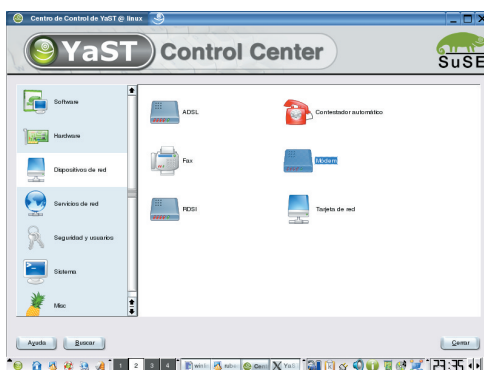 Centro de Control de YaST @ linux
YaST Control Center
SuSE
Software
Hardware
Dispositivos de red
Servicios de red
Seguridad y usuarios
Sistema
Misc
ADSL
Contestador automático
Fax
Módem
RDSI
Tarjeta de red
Ayuda
Buscar
Cerrar
1 2 3 4
23:35